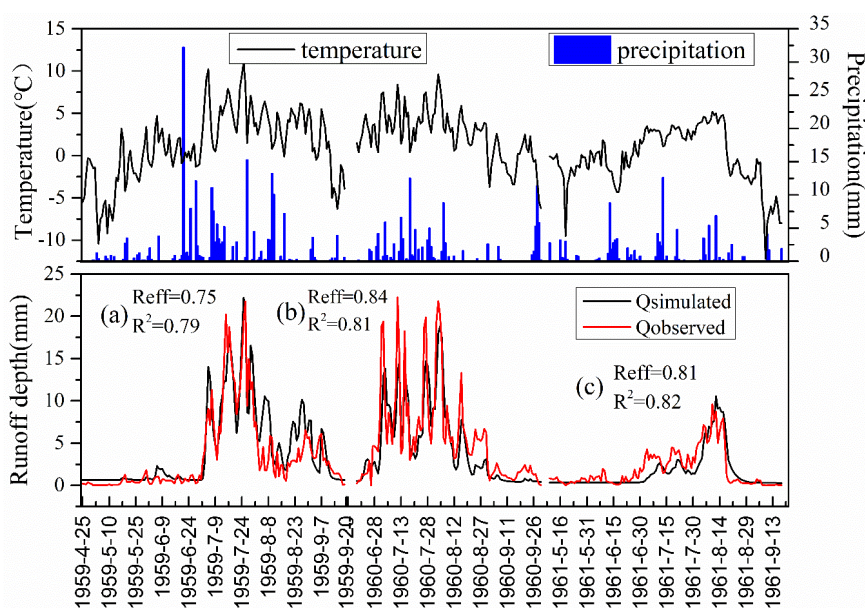 15
10
5
0
-5
-10
Temperature(℃)
temperature
precipitation
35
30
25
20
15
10
5
0
Precipitation(mm)
25
20
15
10
5
0
Runoff depth(mm)
(a)
Reff=0.75
R²=0.79
(b)
Reff=0.84
R²=0.81
Qsimulated
Qobserved
(c)
Reff=0.81
R²=0.82
1959-4-25
1959-5-10
1959-5-25
1959-6-9
1959-6-24
1959-7-9
1959-7-24
1959-8-8
1959-8-23
1959-9-7
1959-9-20
1960-6-28
1960-7-13
1960-7-28
1960-8-12
1960-8-27
1960-9-11
1960-9-26
1961-5-16
1961-5-31
1961-6-15
1961-6-30
1961-7-15
1961-7-30
1961-8-14
1961-8-29
1961-9-13